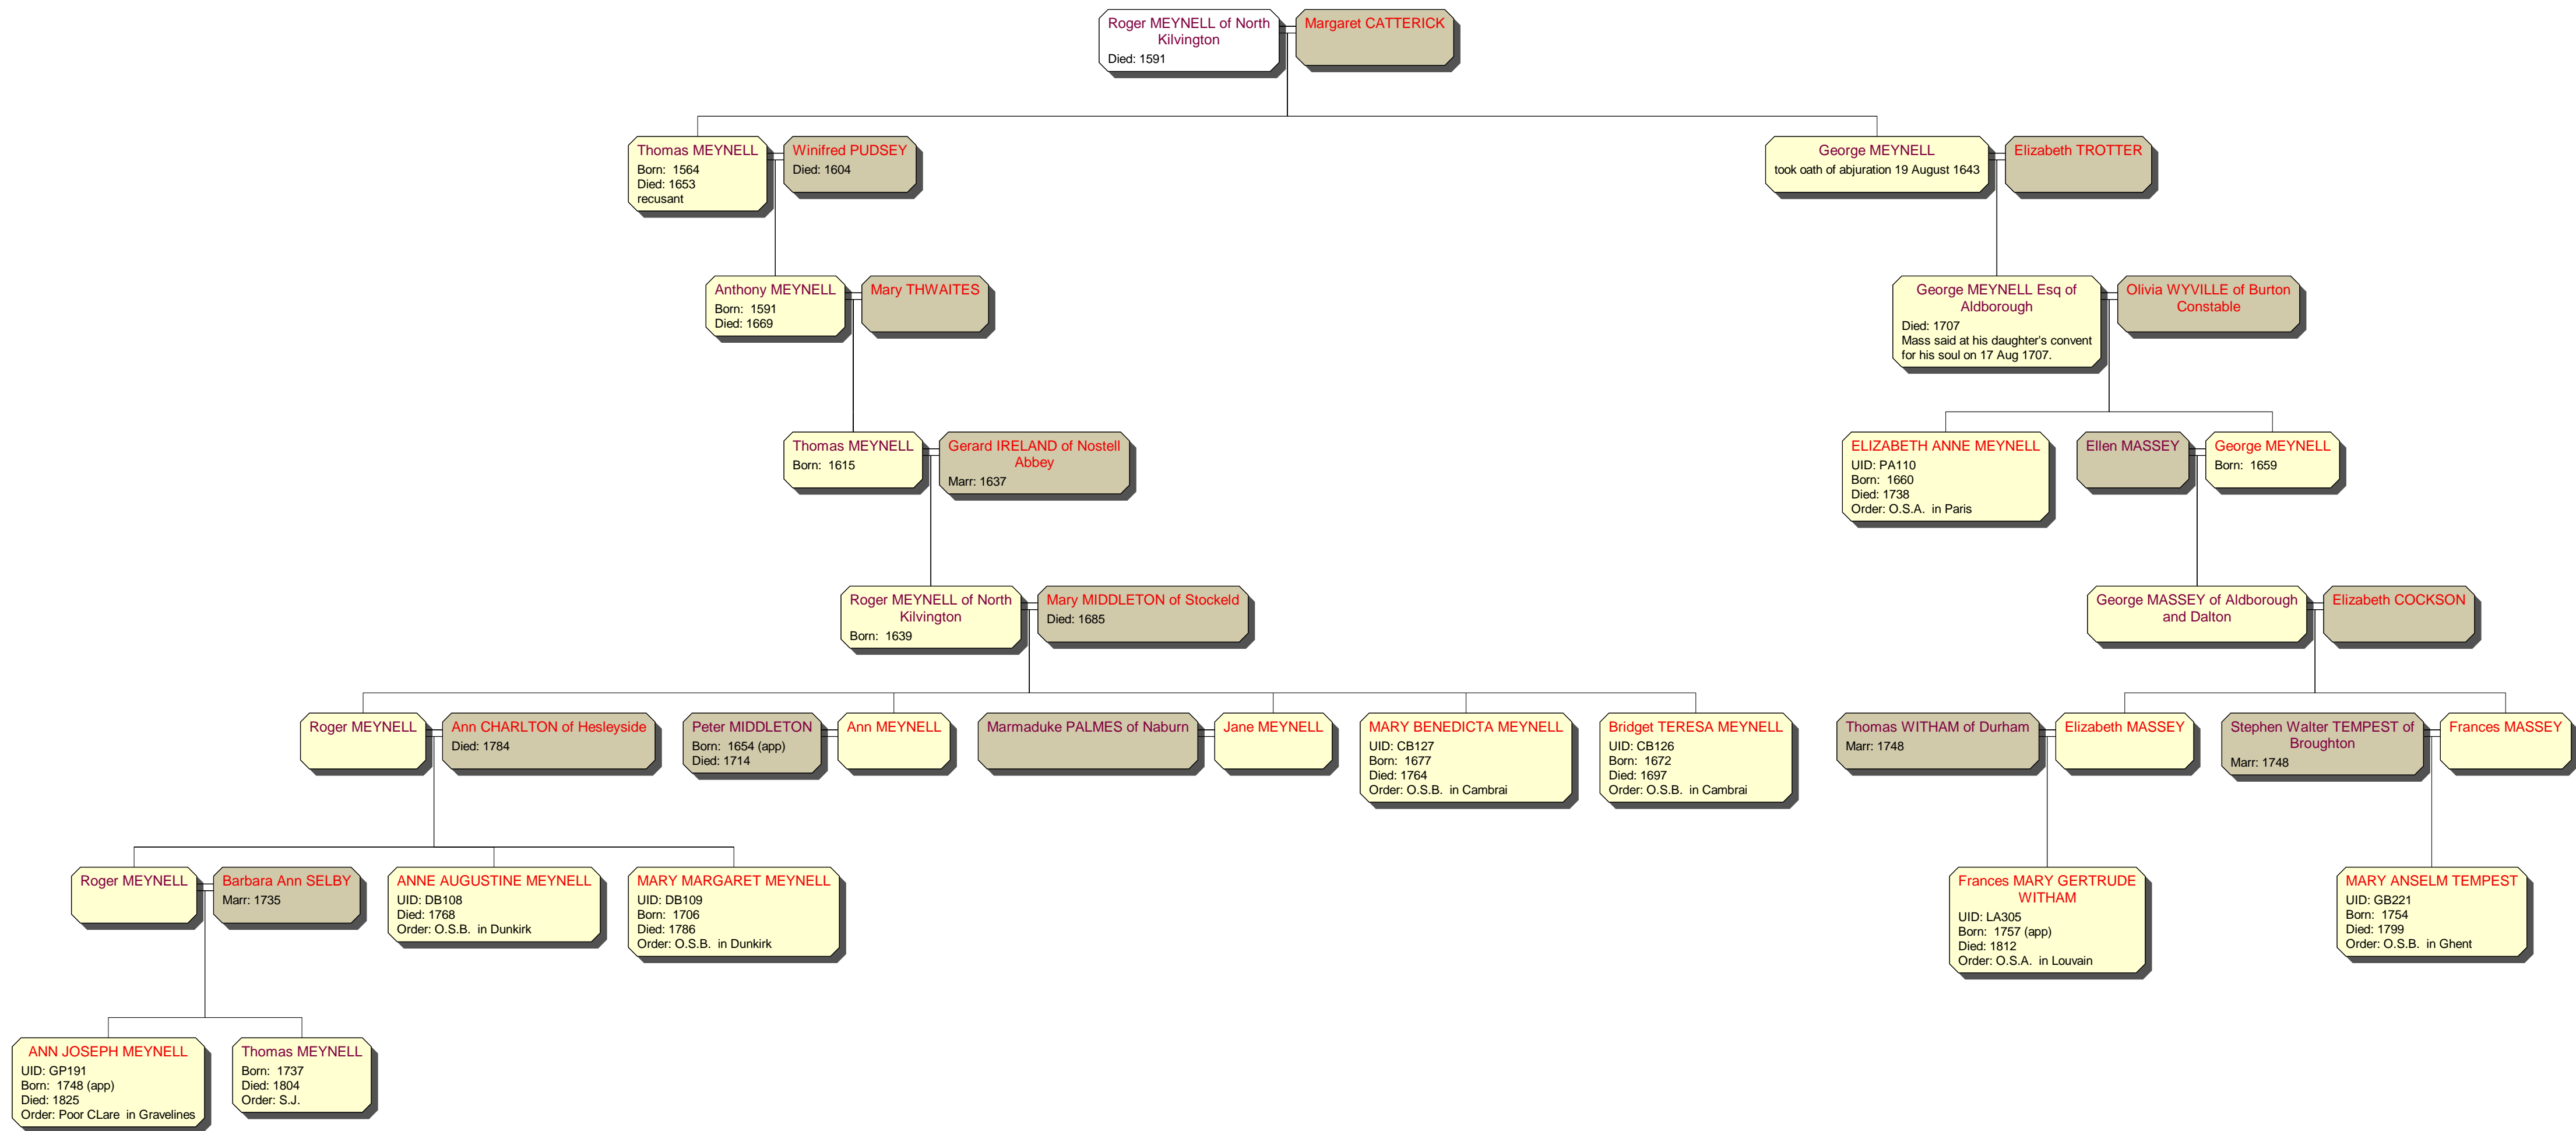 Roger MEYNELL of North
Kilvington
Died: 1591
Margaret CATTERICK
Thomas MEYNELL
Born:  1564
Died: 1653
recusant
Winifred PUDSEY
Died: 1604
George MEYNELL
took oath of abjuration 19 August 1643
Elizabeth TROTTER
Anthony MEYNELL
Born:  1591
Died: 1669
Mary THWAITES
George MEYNELL Esq of
Aldborough
Died: 1707
Mass said at his daughter's convent
for his soul on 17 Aug 1707.
Olivia WYVILLE of Burton
Constable
Thomas MEYNELL
Born:  1615
Gerard IRELAND of Nostell
Abbey
Marr: 1637
ELIZABETH ANNE MEYNELL
UID: PA110
Born:  1660
Died: 1738
Order: O.S.A.  in Paris
Ellen MASSEY
George MEYNELL
Born:  1659
Roger MEYNELL of North
Kilvington
Born:  1639
Mary MIDDLETON of Stockeld
Died: 1685
George MASSEY of Aldborough
and Dalton
Elizabeth COCKSON
Roger MEYNELL
Ann CHARLTON of Hesleyside
Died: 1784
Peter MIDDLETON
Born:  1654 (app)
Died: 1714
Ann MEYNELL
Marmaduke PALMES of Naburn
Jane MEYNELL
MARY BENEDICTA MEYNELL
UID: CB127
Born:  1677
Died: 1764
Order: O.S.B.  in Cambrai
Bridget TERESA MEYNELL
UID: CB126
Born:  1672
Died: 1697
Order: O.S.B.  in Cambrai
Thomas WITHAM of Durham
Marr: 1748
Elizabeth MASSEY
Stephen Walter TEMPEST of
Broughton
Marr: 1748
Frances MASSEY
Roger MEYNELL
Barbara Ann SELBY
Marr: 1735
ANNE AUGUSTINE MEYNELL
UID: DB108
Died: 1768
Order: O.S.B.  in Dunkirk
MARY MARGARET MEYNELL
UID: DB109
Born:  1706
Died: 1786
Order: O.S.B.  in Dunkirk
Frances MARY GERTRUDE
WITHAM
UID: LA305
Born:  1757 (app)
Died: 1812
Order: O.S.A.  in Louvain
MARY ANSELM TEMPEST
UID: GB221
Born:  1754
Died: 1799
Order: O.S.B.  in Ghent
ANN JOSEPH MEYNELL
UID: GP191
Born:  1748 (app)
Died: 1825
Order: Poor CLare  in Gravelines
Thomas MEYNELL
Born:  1737
Died: 1804
Order: S.J.